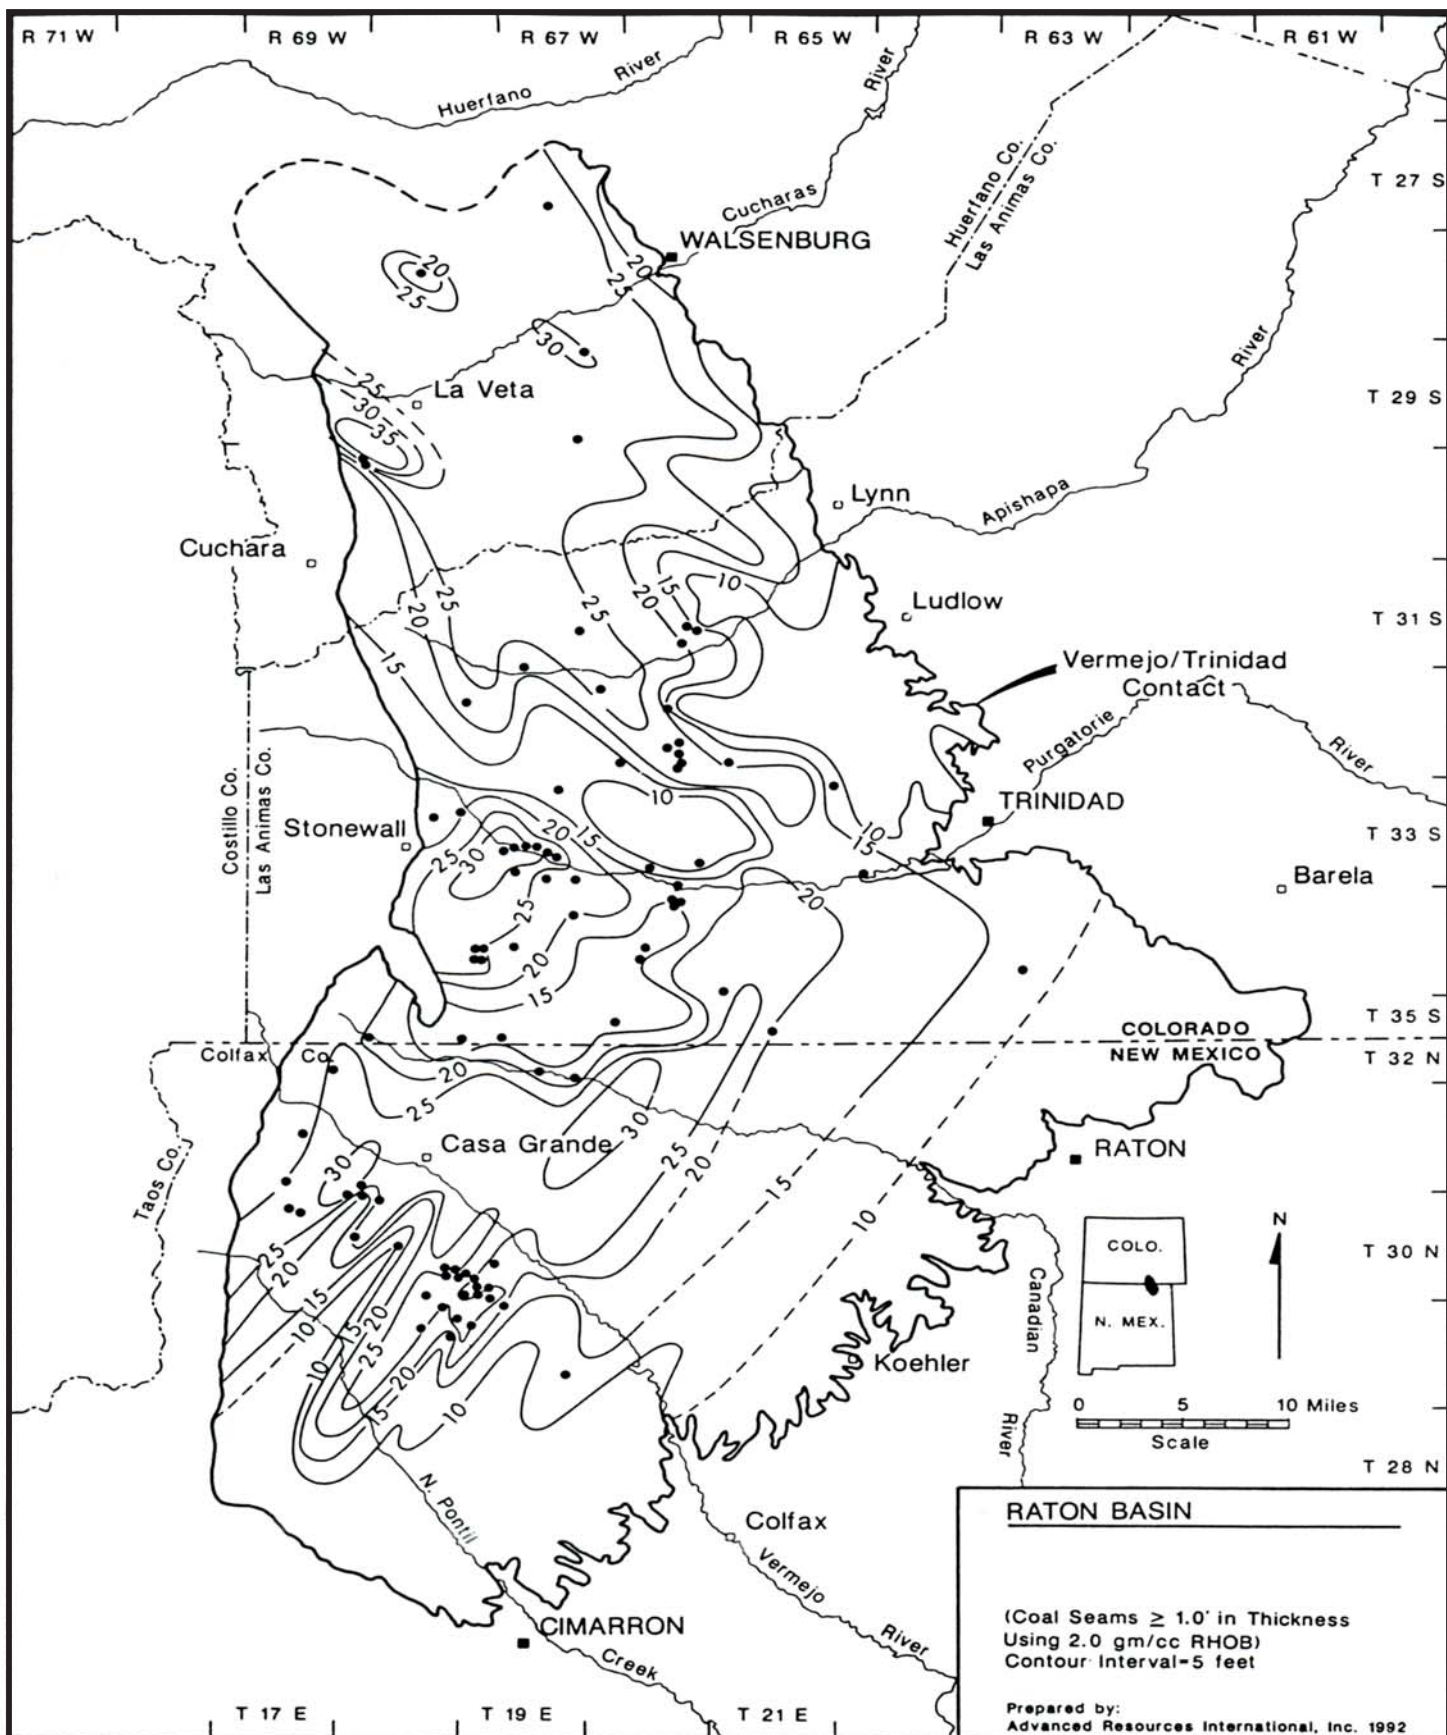 R 71 W
R 69 W
R 67 W
R 65 W
R 63 W
R 61 W
Huerfano
River
River
Huerfano Co.
Las Animas Co.
T 27 S
Cucharas
WALSENBURG
20
25
20
25
30
River
25
La Veta
T 29 S
30
35
Lynn
Apishapa
Cuchara
10
15
25
20
25
20
Ludlow
T 31 S
15
Vermejo/Trinidad
Contact
Purgatorie
River
Costillo Co.
Las Animas Co.
10
TRINIDAD
Stonewall
20
15
10
15
T 33 S
25
30
Barela
20
25
20
15
T 35 S
COLORADO
NEW MEXICO
Colfax Co.
T 32 N
20
25
Casa Grande
30
25
RATON
Taos Co.
30
20
15
N
COLO.
10
25
20
T 30 N
15
Canadian
N. MEX.
10
15
20
Koehler
25
10
20
15
10
0
5
10 Miles
Scale
River
T 28 N
N. Pontil
RATON BASIN
Colfax
Vermejo
(Coal Seams ≥ 1.0' in Thickness
Using 2.0 gm/cc RHOB)
Contour Interval=5 feet
CIMARRON
River
Creek
Prepared by:
Advanced Resources International, Inc. 1992
T 17 E
T 19 E
T 21 E